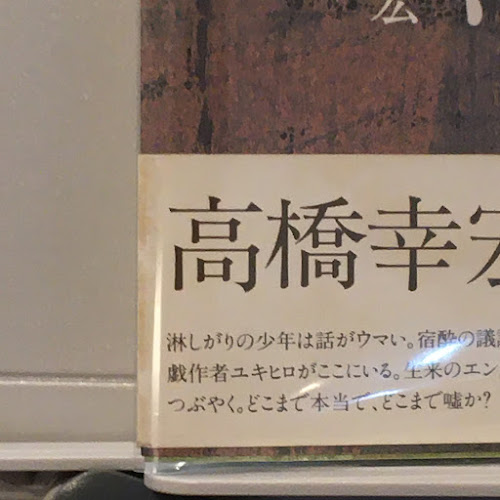 広
高橋幸宏
淋しがりの少年は話がウマい。宿酔の議
戯作者ユキヒロがここにいる。生来のエン
つぶやく。どこまで本当で、どこまで嘘か?